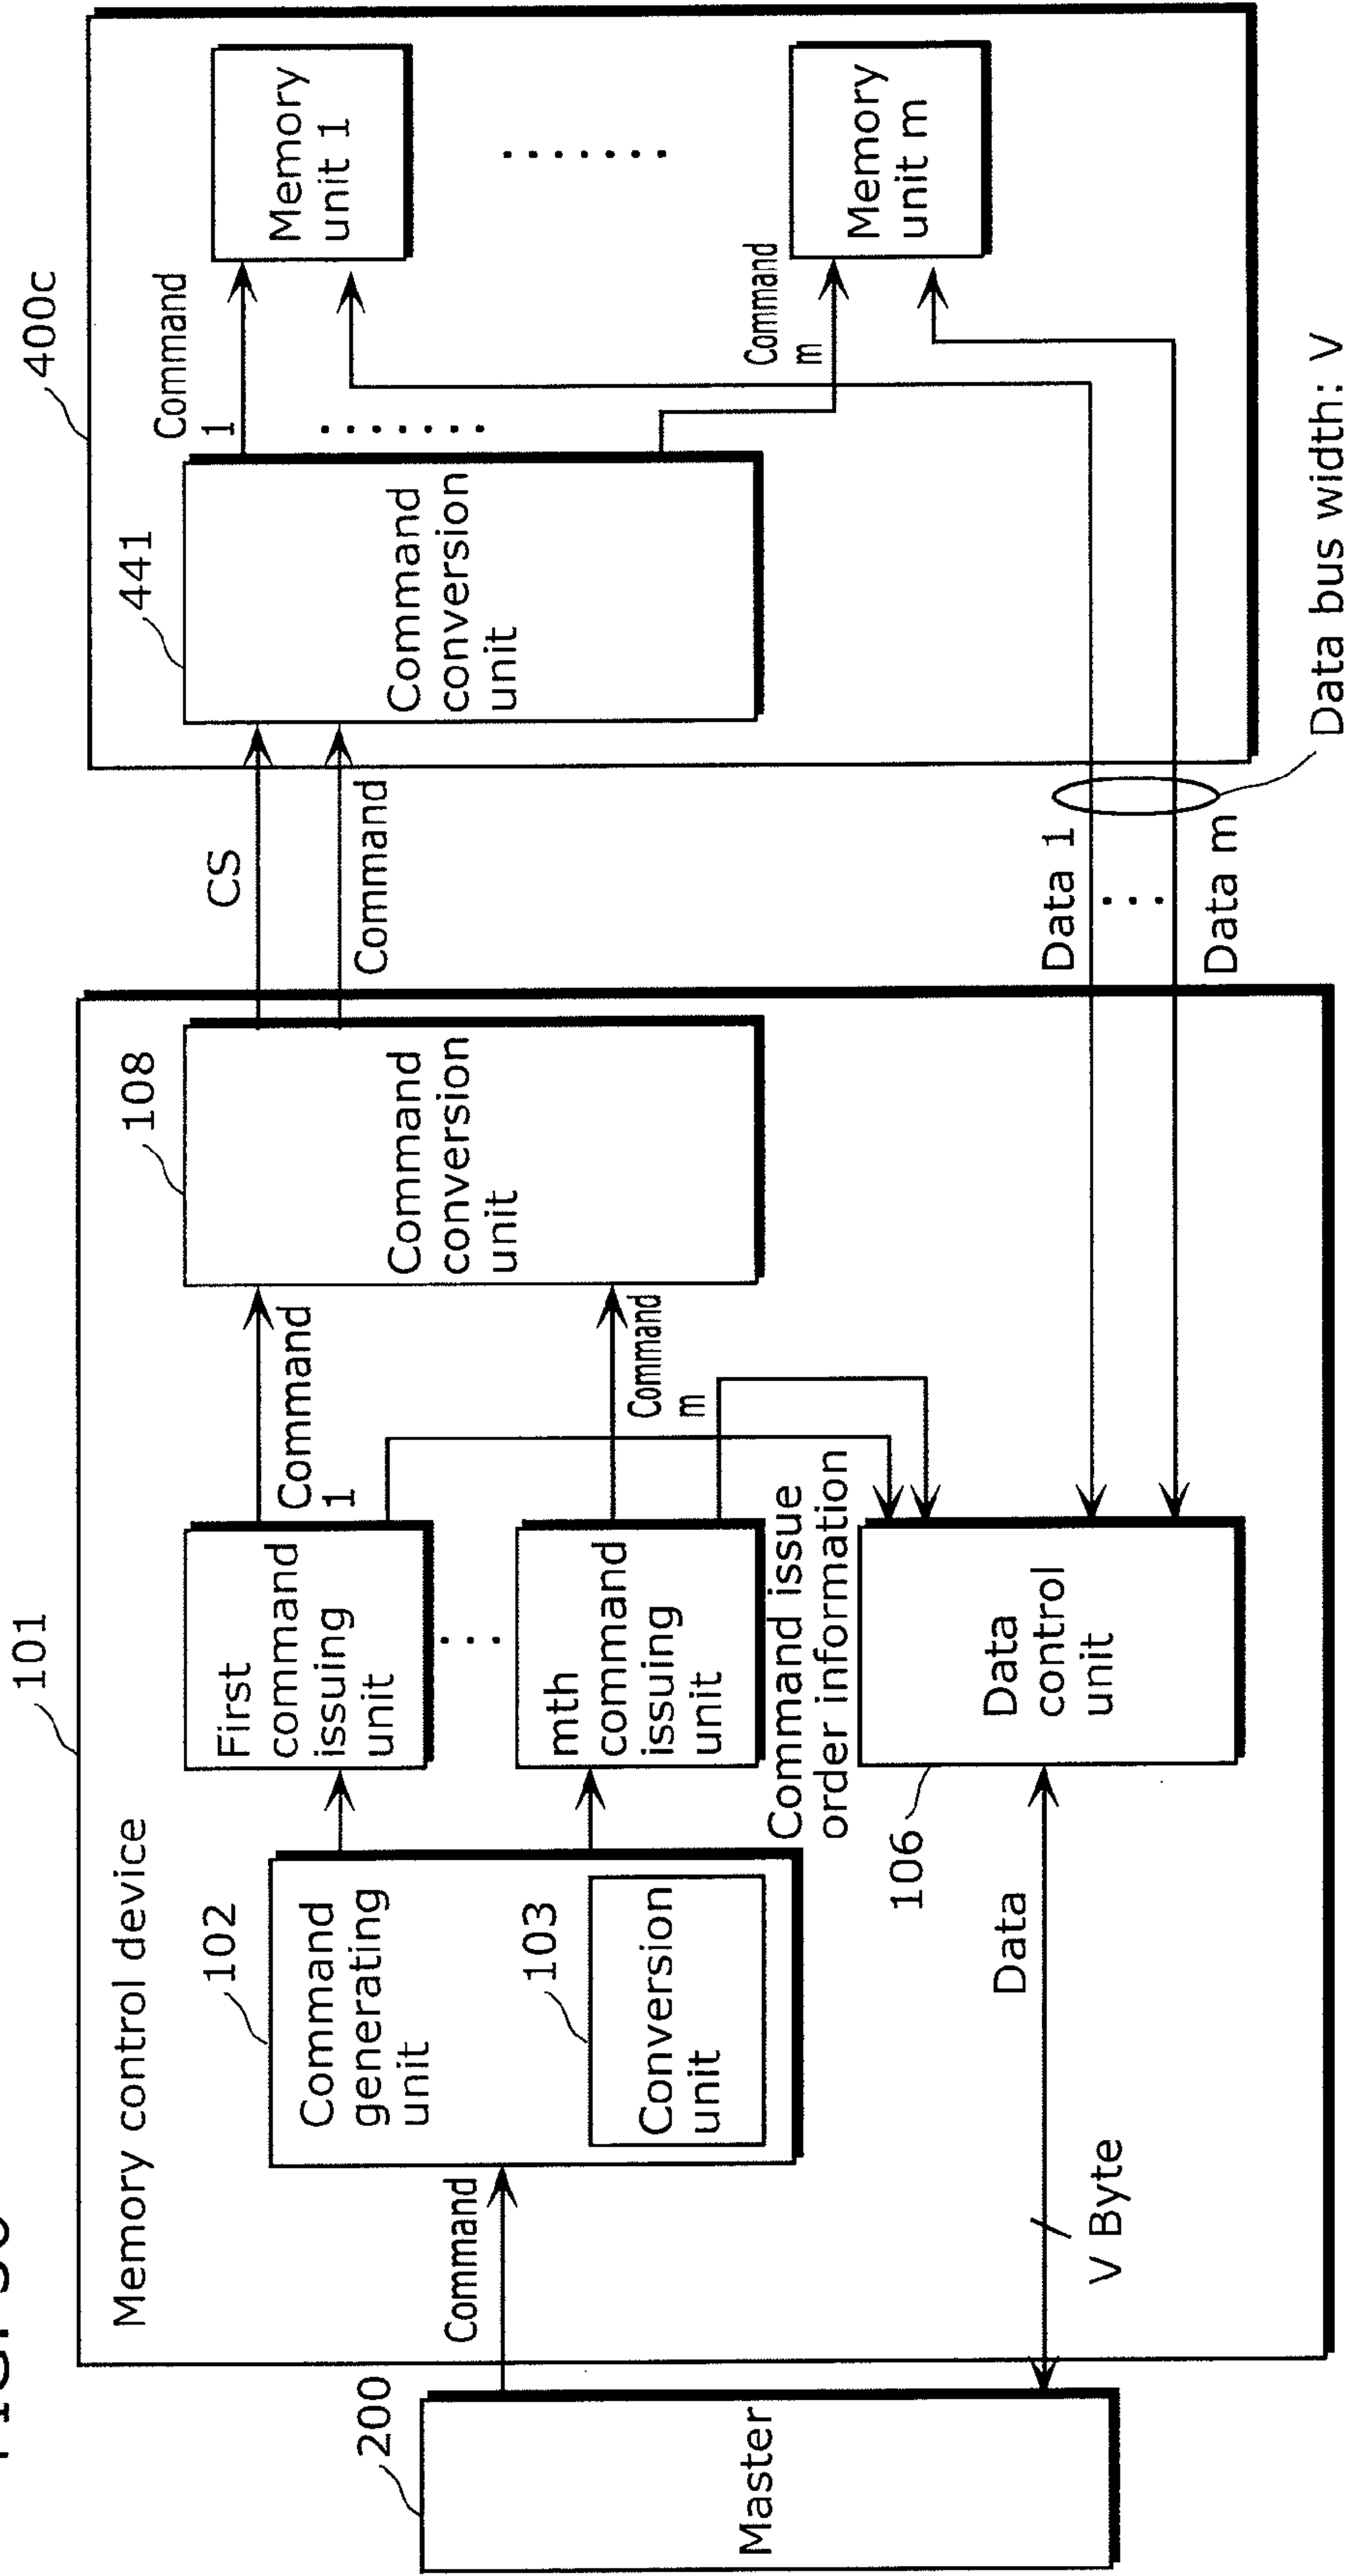 101
Memory control device
200
Master
Command
102
Command
generating
unit
103
Conversion
unit
First
command
issuing
unit
mth
command
issuing
unit
Command
1
Command
m
Command issue
order information
106
Data
control
unit
Data
V Byte
108
Command
conversion
unit
CS
Command
Data 1
Data m
Data bus width: V
400c
441
Command
conversion
unit
Command
1
Command
m
Memory
unit 1
Memory
unit m